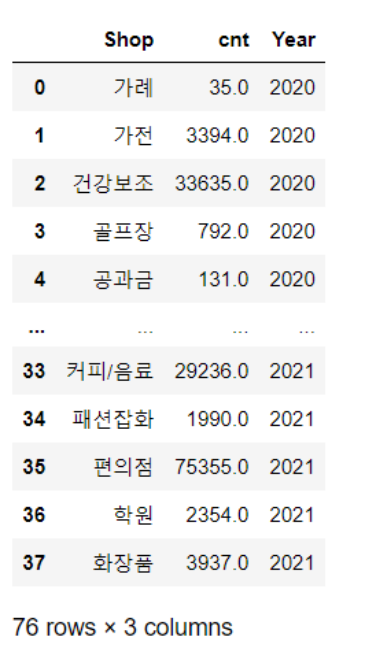 Shop cnt Year
0 가례 35.0 2020
1 가전 3394.0 2020
2 건강보조 33635.0 2020
3 골프장 792.0 2020
4 공과금 131.0 2020
... ... ... ...
33 커피/음료 29236.0 2021
34 패션잡화 1990.0 2021
35 편의점 75355.0 2021
36 학원 2354.0 2021
37 화장품 3937.0 2021
76 rows × 3 columns